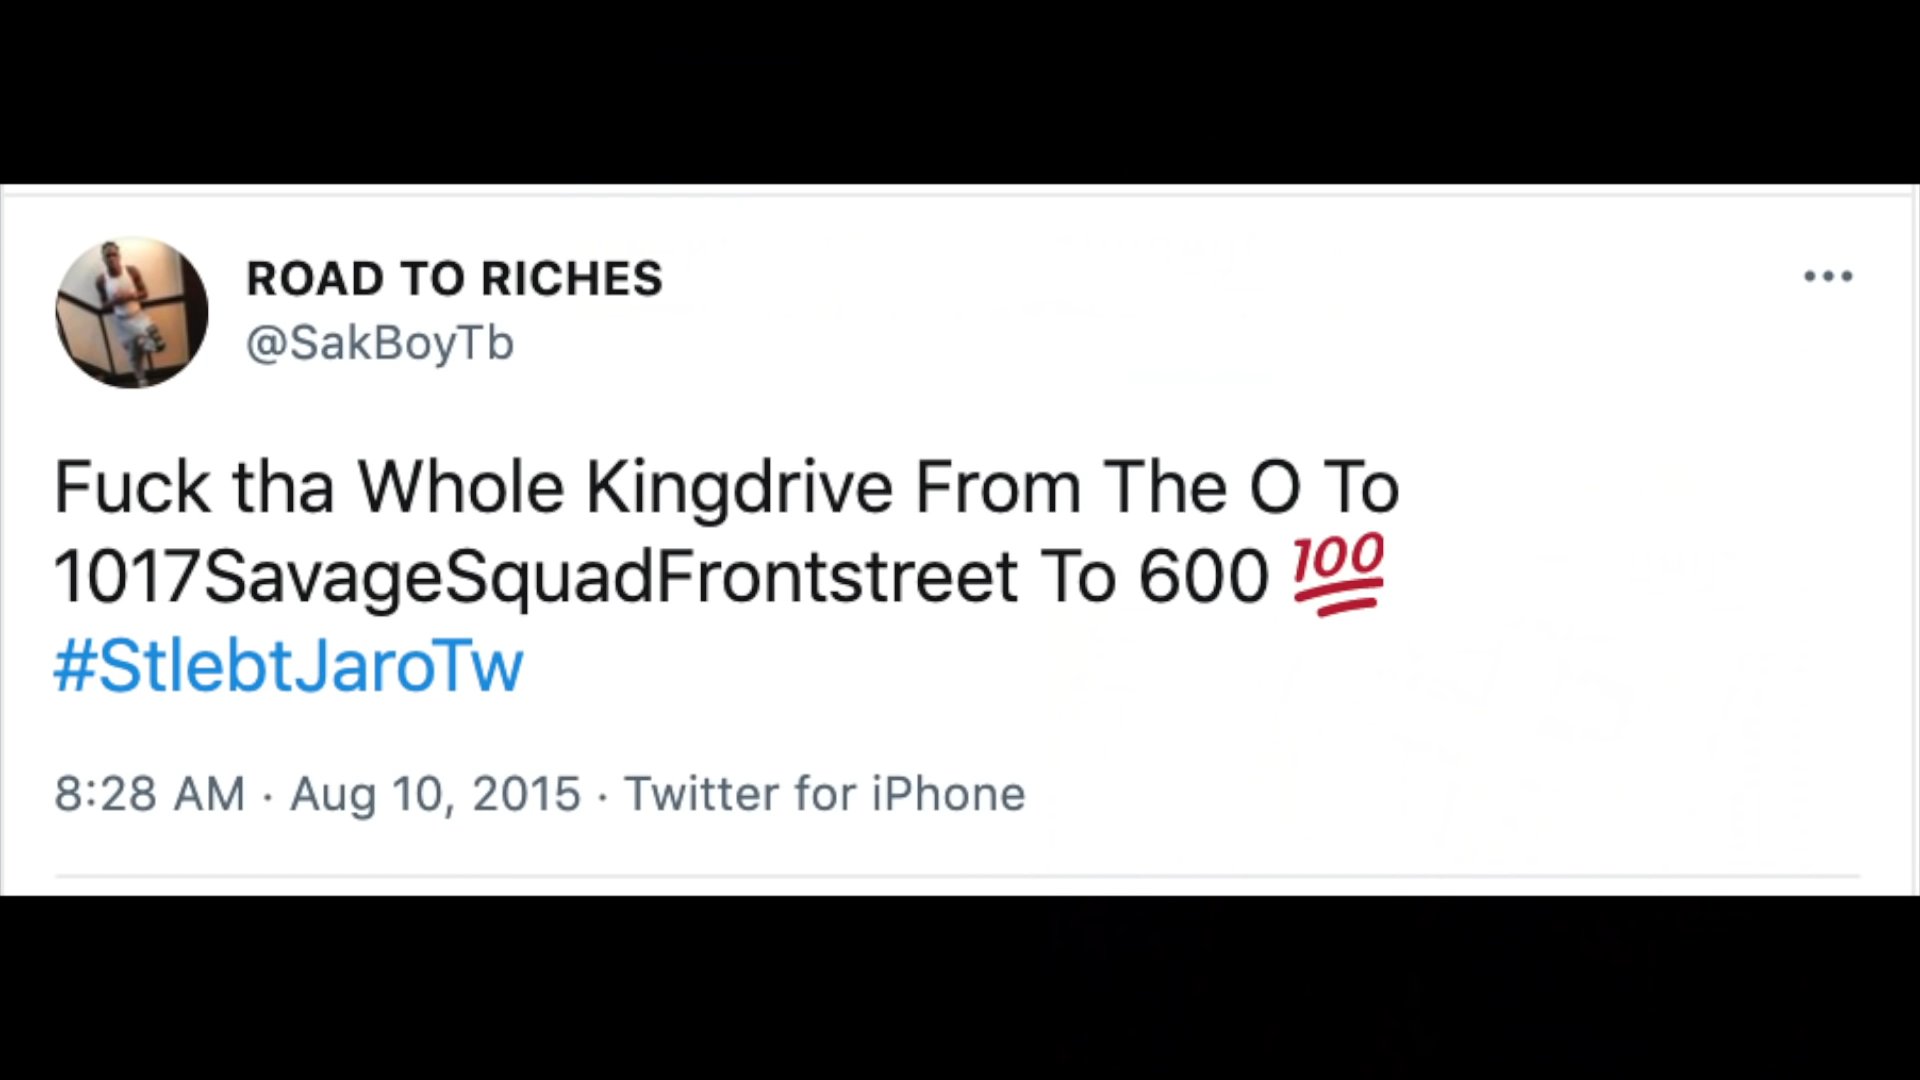 ROAD TO RICHES
@SakBoyTb
Fuck tha Whole Kingdrive From The O To
1017SavageSquadFrontstreet To 600 💯
#StlebtJaroTw
8:28 AM · Aug 10, 2015 · Twitter for iPhone